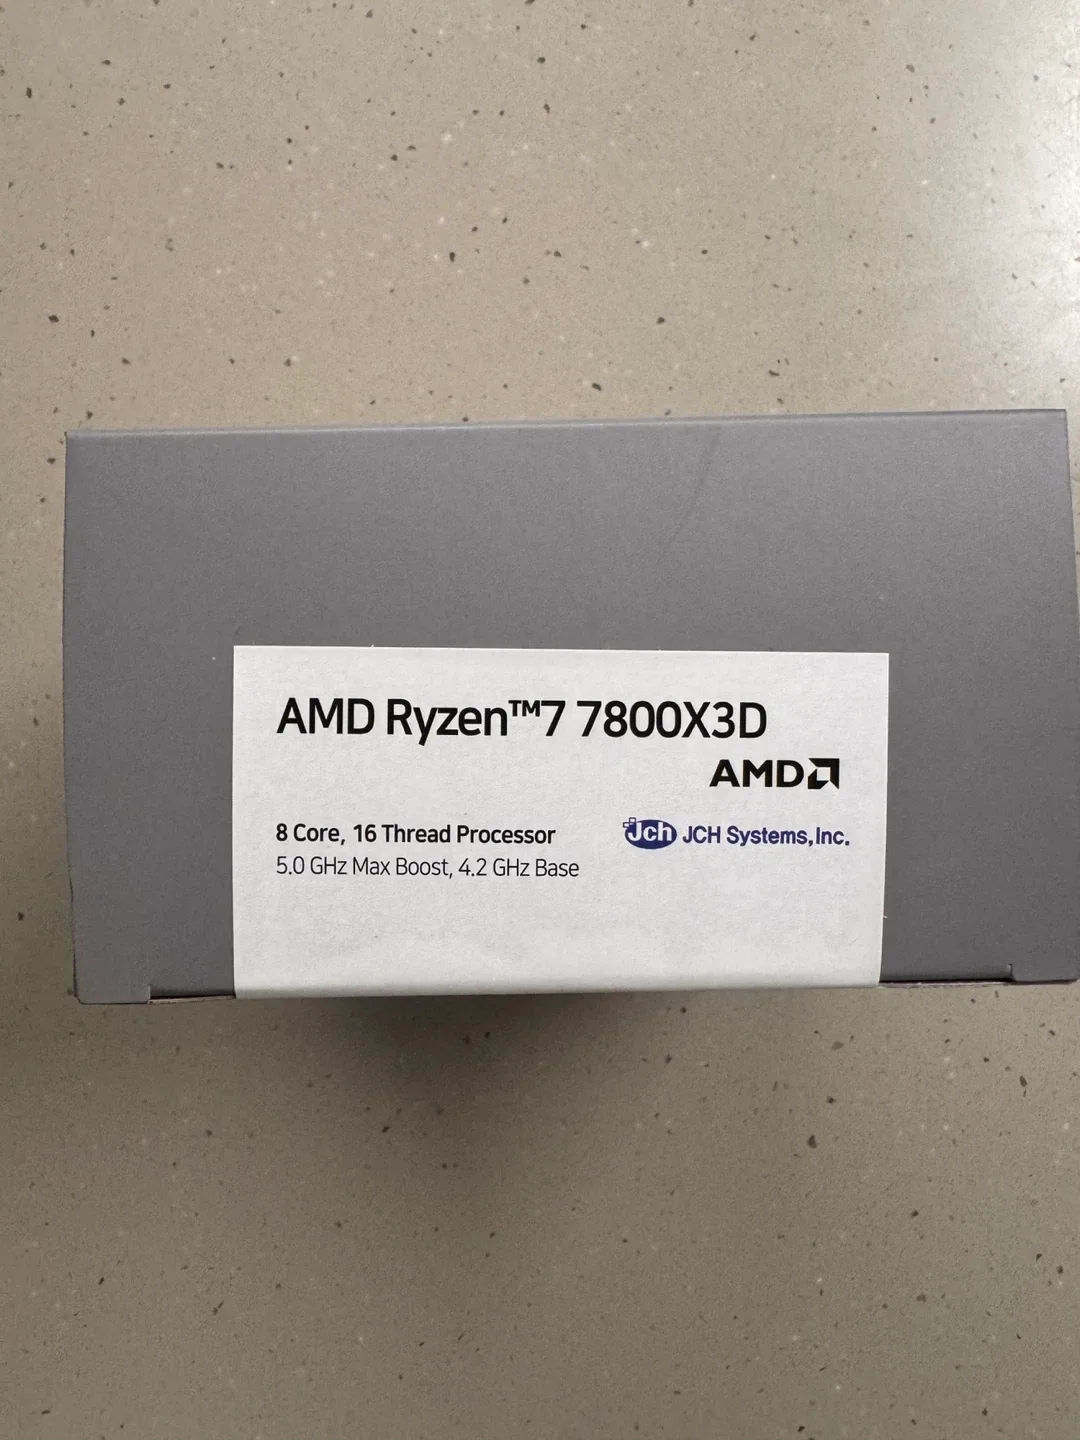 AMD Ryzen™7 7800X3D
AMD
8 Core, 16 Thread Processor
5.0 GHz Max Boost, 4.2 GHz Base
Jch JCH Systems,Inc.